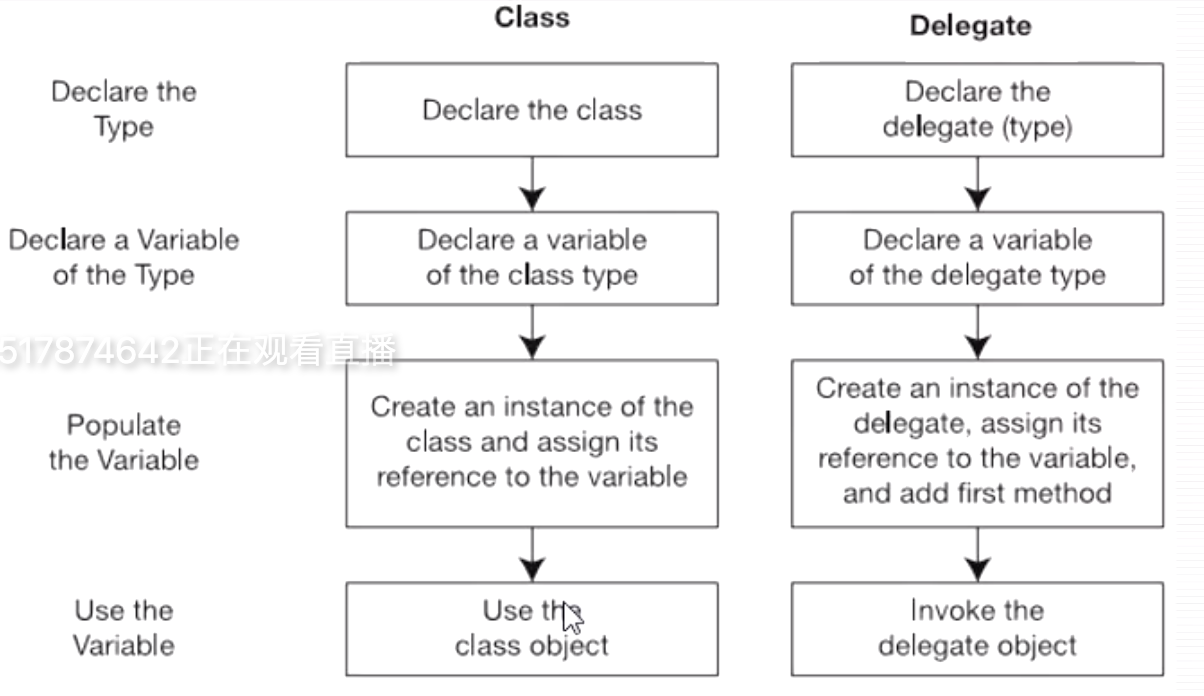 Class
Delegate
Declare the
Type
Declare the class
Declare the
delegate (type)
Declare a Variable
of the Type
Declare a variable
of the class type
Declare a variable
of the delegate type
517874642正在观看直播
Populate
the Variable
Create an instance of the
class and assign its
reference to the variable
Create an instance of the
delegate, assign its
reference to the variable,
and add first method
Use the
Variable
Use the
class object
Invoke the
delegate object